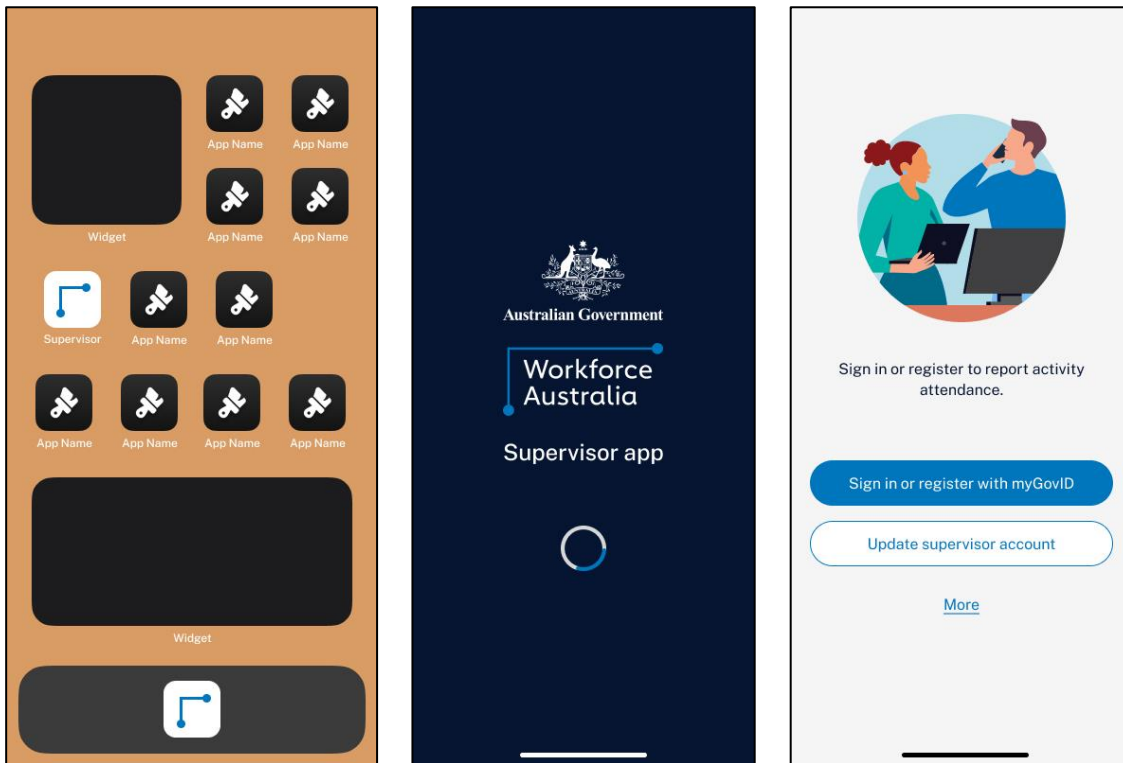 App Name
App Name
App Name
App Name
Widget
Supervisor
App Name
App Name
App Name
App Name
App Name
App Name
Widget
Australian Government
Workforce
Australia
Supervisor app
Sign in or register to report activity
attendance.
Sign in or register with myGovID
Update supervisor account
More